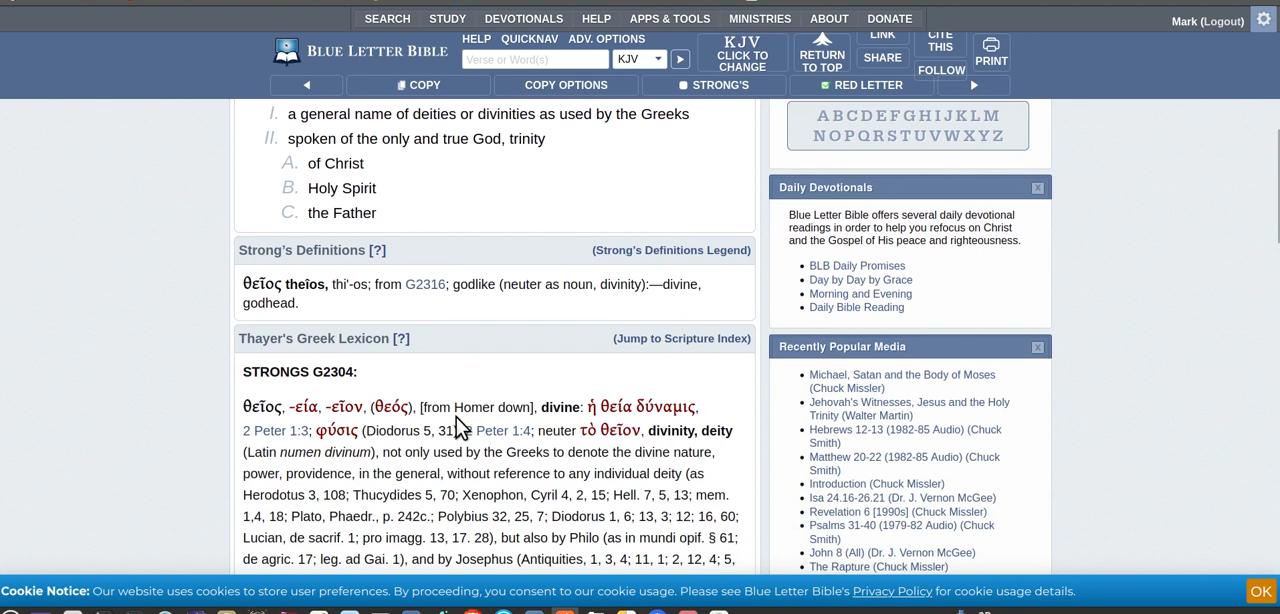 SEARCH STUDY DEVOTIONALS HELP APPS & TOOLS MINISTRIES ABOUT DONATE
Mark (Logout)
BLUE LETTER BIBLE
HELP QUICKNAV ADV. OPTIONS
Verse or Word(s) KJV
KJV
CLICK TO
CHANGE
RETURN
TO TOP
LINK
SHARE
CITE
THIS
FOLLOW
PRINT
COPY COPY OPTIONS STRONG'S RED LETTER
I. a general name of deities or divinities as used by the Greeks
II. spoken of the only and true God, trinity
A. of Christ
B. Holy Spirit
C. the Father
Strong's Definitions [?] (Strong's Definitions Legend)
θεῖος theîos, thi'-os; from G2316; godlike (neuter as noun, divinity):—divine,
godhead.
Thayer's Greek Lexicon [?] (Jump to Scripture Index)
STRONGS G2304:
θεῖος, -εία, -εῖον, (θεός), [from Homer down], divine: ἡ θεία δύναμις,
2 Peter 1:3; φύσις (Diodorus 5, 31) Peter 1:4; neuter τὸ θεῖον, divinity, deity
(Latin numen divinum), not only used by the Greeks to denote the divine nature,
power, providence, in the general, without reference to any individual deity (as
Herodotus 3, 108; Thucydides 5, 70; Xenophon, Cyril 4, 2, 15; Hell. 7, 5, 13; mem.
1,4, 18; Plato, Phaedr., p. 242c.; Polybius 32, 25, 7; Diodorus 1, 6; 13, 3; 12; 16, 60;
Lucian, de sacrif. 1; pro imagg. 13, 17. 28), but also by Philo (as in mundi opif. § 61;
de agric. 17; leg. ad Gai. 1), and by Josephus (Antiquities, 1, 3, 4; 11, 1; 2, 12, 4; 5,
A B C D E F G H I J K L M
N O P Q R S T U V W X Y Z
Daily Devotionals
Blue Letter Bible offers several daily devotional
readings in order to help you refocus on Christ
and the Gospel of His peace and righteousness.
BLB Daily Promises
Day by Day by Grace
Morning and Evening
Daily Bible Reading
Recently Popular Media
Michael, Satan and the Body of Moses
(Chuck Missler)
Jehovah's Witnesses, Jesus and the Holy
Trinity (Walter Martin)
Hebrews 12-13 (1982-85 Audio) (Chuck
Smith)
Matthew 20-22 (1982-85 Audio) (Chuck
Smith)
Introduction (Chuck Missler)
Isa 24.16-26.21 (Dr. J. Vernon McGee)
Revelation 6 [1990s] (Chuck Missler)
Psalms 31-40 (1979-82 Audio) (Chuck
Smith)
John 8 (All) (Dr. J. Vernon McGee)
The Rapture (Chuck Missler)
Cookie Notice: Our website uses cookies to store user preferences. By proceeding, you consent to our cookie usage. Please see Blue Letter Bible's Privacy Policy for cookie usage details. OK